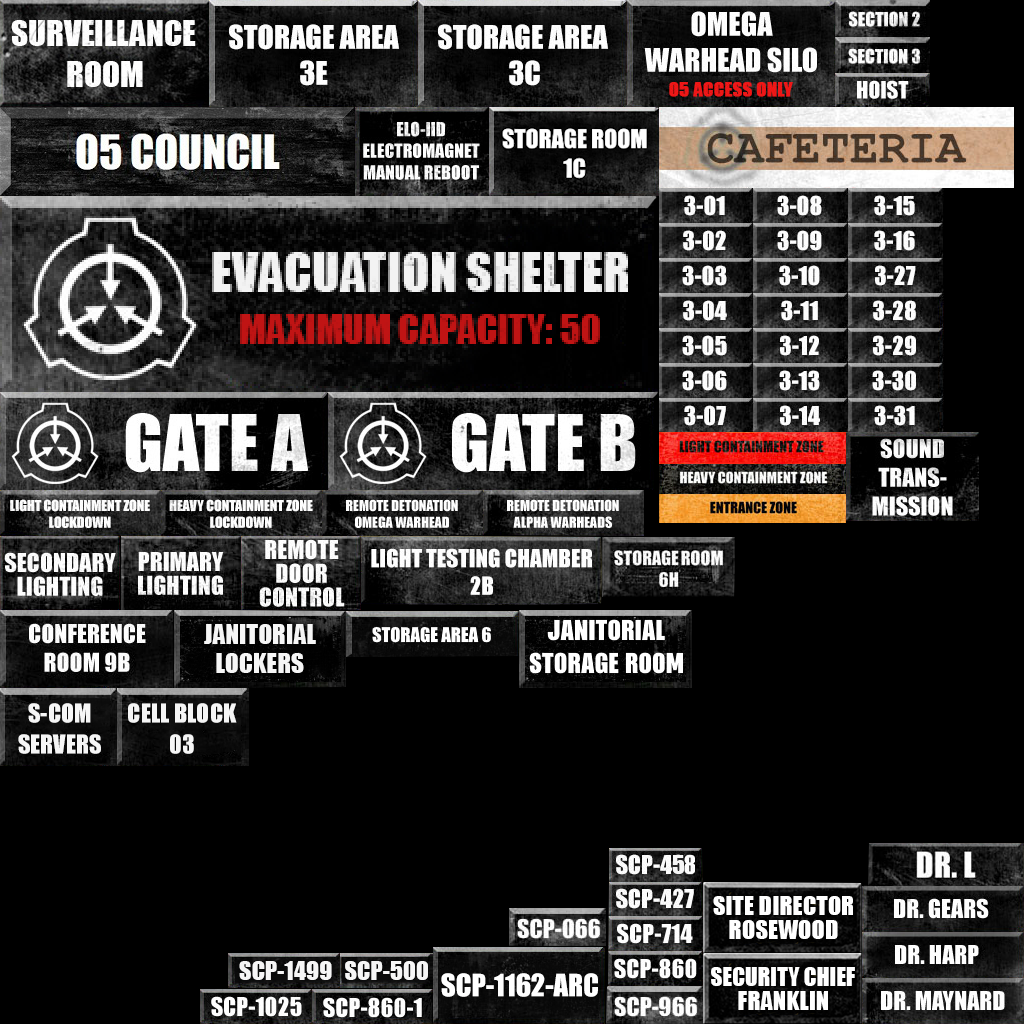 SURVEILLANCE
ROOM
STORAGE AREA
3E
STORAGE AREA
3C
OMEGA
WARHEAD SILO
05 ACCESS ONLY
SECTION 2
SECTION 3
HOIST
05 COUNCIL
ELO-IID
ELECTROMAGNET
MANUAL REBOOT
STORAGE ROOM
1C
CAFETERIA
EVACUATION SHELTER
MAXIMUM CAPACITY: 50
3-01
3-08
3-15
3-02
3-09
3-16
3-03
3-10
3-27
3-04
3-11
3-28
3-05
3-12
3-29
3-06
3-13
3-30
3-07
3-14
3-31
GATE A
GATE B
LIGHT CONTAINMENT ZONE
HEAVY CONTAINMENT ZONE
ENTRANCE ZONE
SOUND
TRANS-
MISSION
LIGHT CONTAINMENT ZONE
LOCKDOWN
HEAVY CONTAINMENT ZONE
LOCKDOWN
REMOTE DETONATION
OMEGA WARHEAD
REMOTE DETONATION
ALPHA WARHEADS
SECONDARY
LIGHTING
PRIMARY
LIGHTING
REMOTE
DOOR
CONTROL
LIGHT TESTING CHAMBER
2B
STORAGE ROOM
6H
CONFERENCE
ROOM 9B
JANITORIAL
LOCKERS
STORAGE AREA 6
JANITORIAL
STORAGE ROOM
S-COM
SERVERS
CELL BLOCK
03
SCP-458
SCP-427
SCP-066
SCP-714
SCP-1499
SCP-500
SCP-1162-ARC
SCP-860
SCP-1025
SCP-860-1
SCP-966
SITE DIRECTOR
ROSEWOOD
SECURITY CHIEF
FRANKLIN
DR. L
DR. GEARS
DR. HARP
DR. MAYNARD